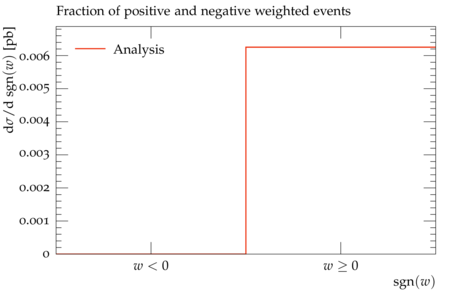 Fraction of positive and negative weighted events
dσ/d sgn(w) [pb]
Analysis
0.006
0.005
0.004
0.003
0.002
0.001
0
w < 0
w ≥ 0
sgn(w)